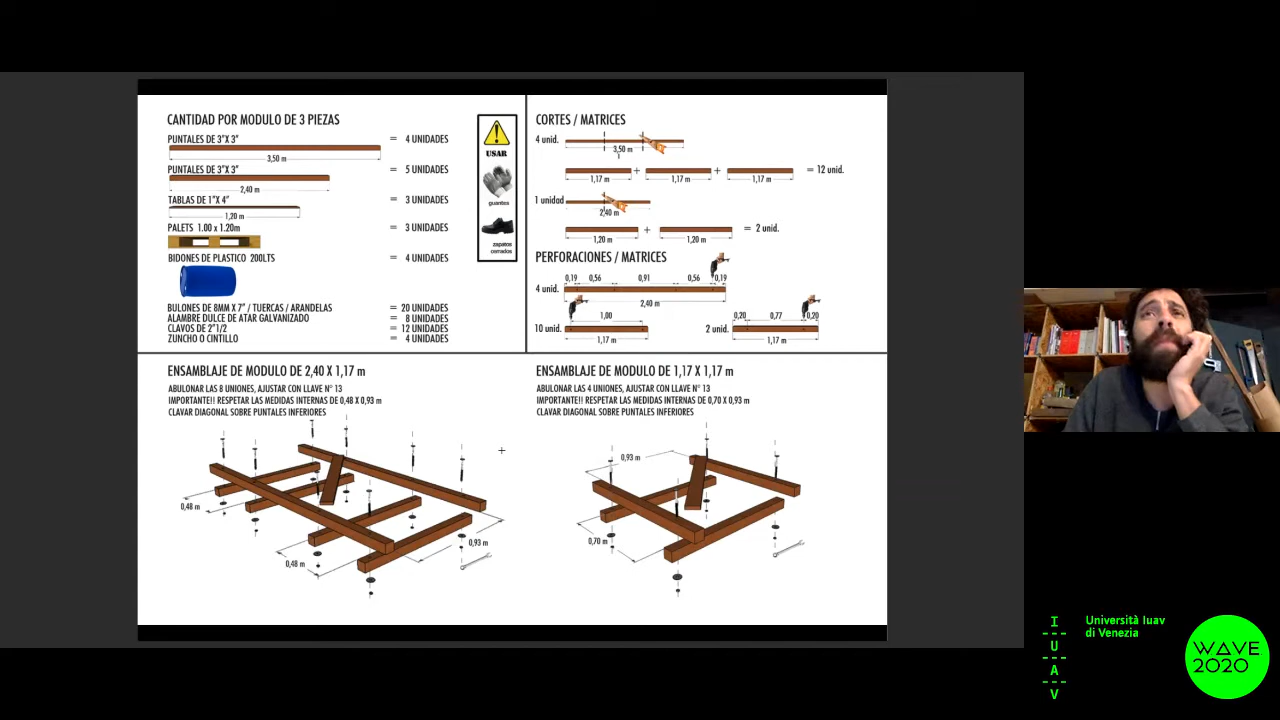 CANTIDAD POR MODULO DE 3 PIEZAS
PUNTALES DE 3"X 3" = 4 UNIDADES
3,50 m
PUNTALES DE 3"X 3" = 5 UNIDADES
2,40 m
TABLAS DE 1"X 4" = 3 UNIDADES
1,20 m
PALETS 1.00 x 1.20m = 3 UNIDADES
BIDONES DE PLASTICO 200LTS = 4 UNIDADES
BULONES DE 8MM X 7" / TUERCAS / ARANDELAS = 20 UNIDADES
ALAMBRE DULCE DE ATAR GALVANIZADO = 8 UNIDADES
CLAVOS DE 2"1/2 = 12 UNIDADES
ZUNCHO O CINTILLO = 4 UNIDADES
USAR
guantes
zapatos
cerrados
CORTES / MATRICES
4 unid.
3,50 m
1,17 m + 1,17 m + 1,17 m = 12 unid.
1 unidad
2,40 m
1,20 m + 1,20 m = 2 unid.
PERFORACIONES / MATRICES
0,19 0,56 0,91 0,56 0,19
4 unid.
2,40 m
1,00
10 unid.
1,17 m
0,20 0,77 0,20
2 unid.
1,17 m
ENSAMBLAJE DE MODULO DE 2,40 X 1,17 m
ABULONAR LAS 8 UNIONES, AJUSTAR CON LLAVE N° 13
IMPORTANTE!! RESPETAR LAS MEDIDAS INTERNAS DE 0,48 X 0,93 m
CLAVAR DIAGONAL SOBRE PUNTALES INFERIORES
0,48 m
0,93 m
0,48 m
ENSAMBLAJE DE MODULO DE 1,17 X 1,17 m
ABULONAR LAS 4 UNIONES, AJUSTAR CON LLAVE N° 13
IMPORTANTE!! RESPETAR LAS MEDIDAS INTERNAS DE 0,70 X 0,93 m
CLAVAR DIAGONAL SOBRE PUNTALES INFERIORES
0,93 m
0,70 m
I
U
A
V
Università Iuav
di Venezia
WAVE
2020